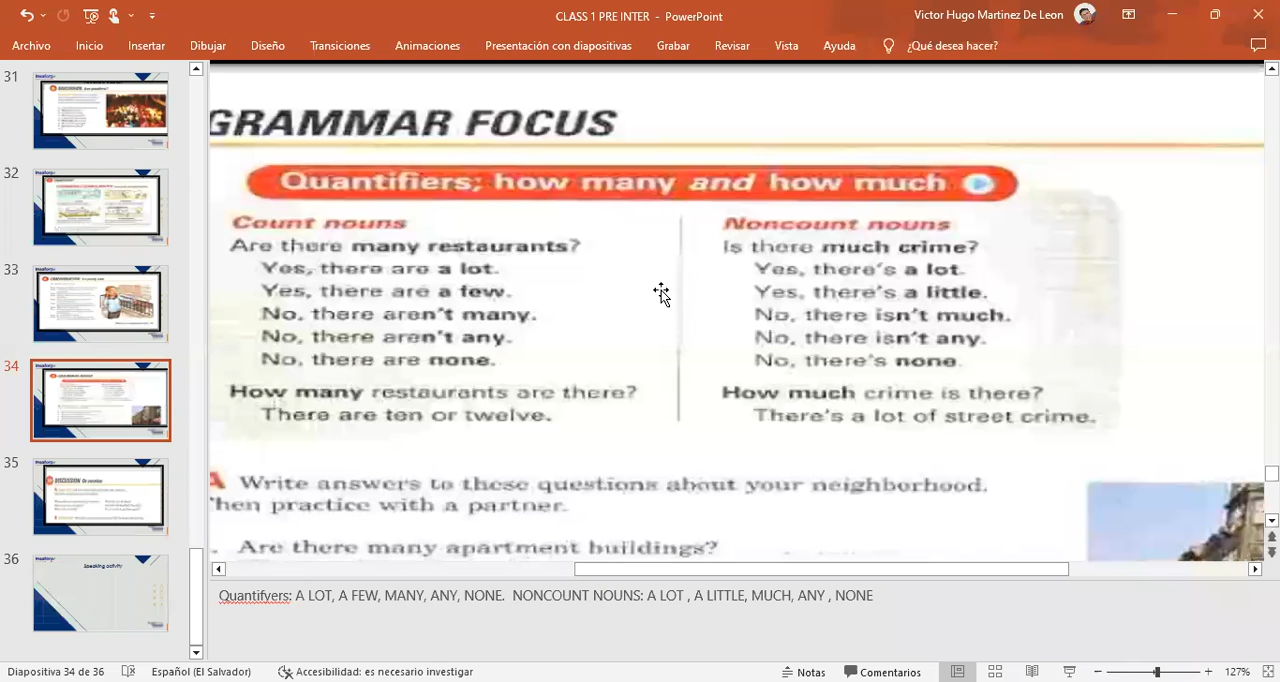 CLASS 1 PRE INTER - PowerPoint
Victor Hugo Martinez De Leon
Archivo Inicio Insertar Dibujar Diseño Transiciones Animaciones Presentación con diapositivas Grabar Revisar Vista Ayuda ¿Qué desea hacer?
31
32
33
34
35
36
Speaking activity
GRAMMAR FOCUS
Quantifiers; how many and how much
Count nouns
Are there many restaurants?
Yes, there are a lot.
Yes, there are a few.
No, there aren't many.
No, there aren't any.
No, there are none.
How many restaurants are there?
There are ten or twelve.
Noncount nouns
Is there much crime?
Yes, there's a lot.
Yes, there's a little.
No, there isn't much.
No, there isn't any.
No, there's none.
How much crime is there?
There's a lot of street crime.
A Write answers to these questions about your neighborhood.
Then practice with a partner.
Are there many apartment buildings?
Quantifyers: A LOT, A FEW, MANY, ANY, NONE. NONCOUNT NOUNS: A LOT , A LITTLE, MUCH, ANY , NONE
Diapositiva 34 de 36 Español (El Salvador) Accesibilidad: es necesario investigar Notas Comentarios 127%